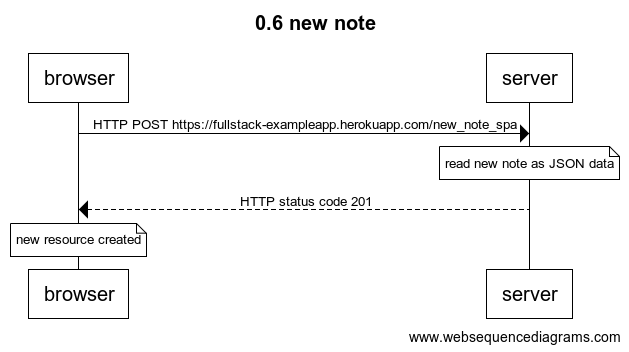 0.6 new note
browser
server
HTTP POST https://fullstack-exampleapp.herokuapp.com/new_note_spa
read new note as JSON data
HTTP status code 201
new resource created
browser
server
www.websequencediagrams.com